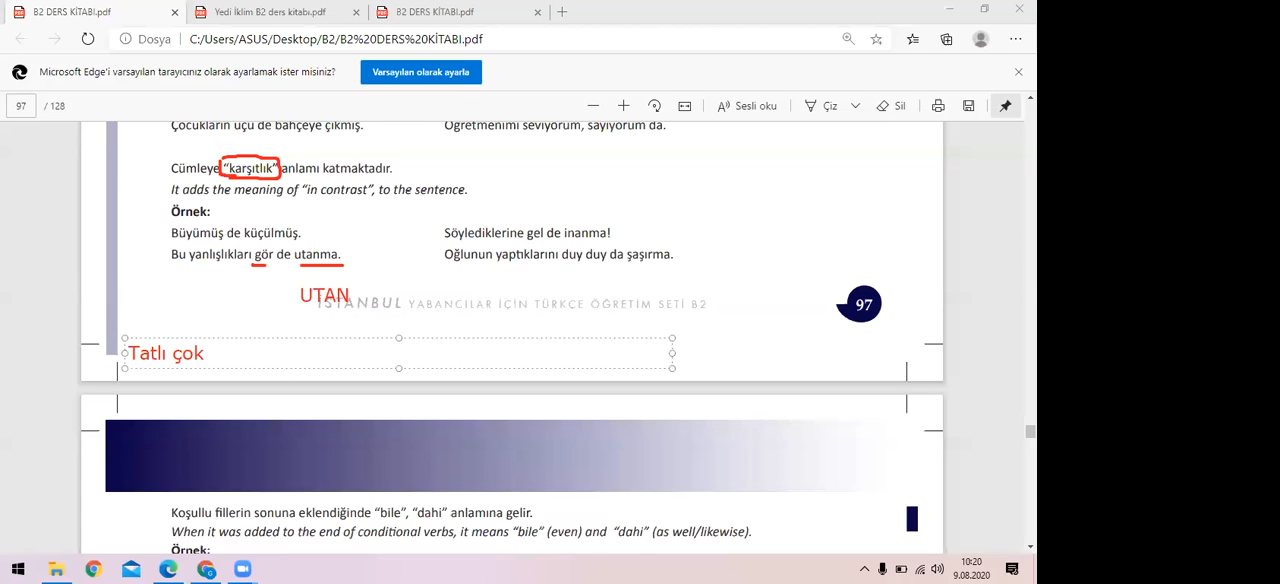 B2 DERS KİTABI.pdf
Yedi İklim B2 ders kitabı.pdf
B2 DERS KİTABI.pdf
Dosya C:/Users/ASUS/Desktop/B2/B2%20DERS%20KİTABI.pdf
Microsoft Edge'i varsayılan tarayıcınız olarak ayarlamak ister misiniz? Varsayılan olarak ayarla
97 / 128 Sesli oku Çiz Sil
Çocukların üçü de bahçeye çıkmış. Öğretmenimi seviyorum, sayıyorum da.
Cümleye “karşıtlık” anlamı katmaktadır.
It adds the meaning of “in contrast”, to the sentence.
Örnek:
Büyümüş de küçülmüş. Söylediklerine gel de inanma!
Bu yanlışlıkları gör de utanma. Oğlunun yaptıklarını duy duy da şaşırma.
UTAN
İSTANBUL YABANCILAR İÇİN TÜRKÇE ÖĞRETİM SETİ B2 97
Tatlı çok
Koşullu fillerin sonuna eklendiğinde “bile”, “dahi” anlamına gelir.
When it was added to the end of conditional verbs, it means “bile” (even) and “dahi” (as well/likewise).
Örnek:
10:20
9.08.2020